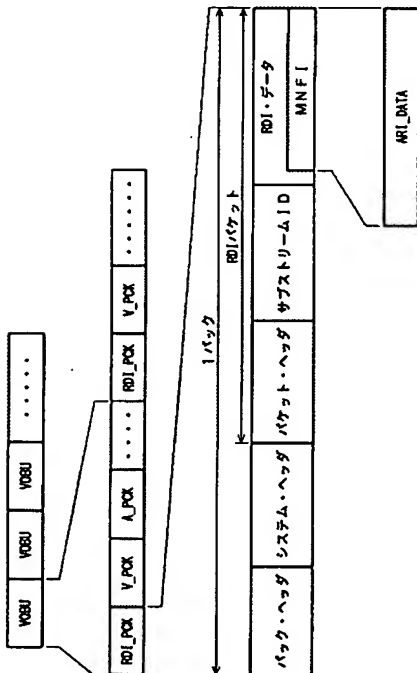 VOBU VOBU VOBU ・・・・・
RDI_PCK V_PCK A_PCK ・・・・ RDI_PCK V_PCK ・・・・・・
1パック
RDIパケット
パック・ヘッダ システム・ヘッダ パケット・ヘッダ サブストリームID RDI・データ
MNFI
ARI_DATA